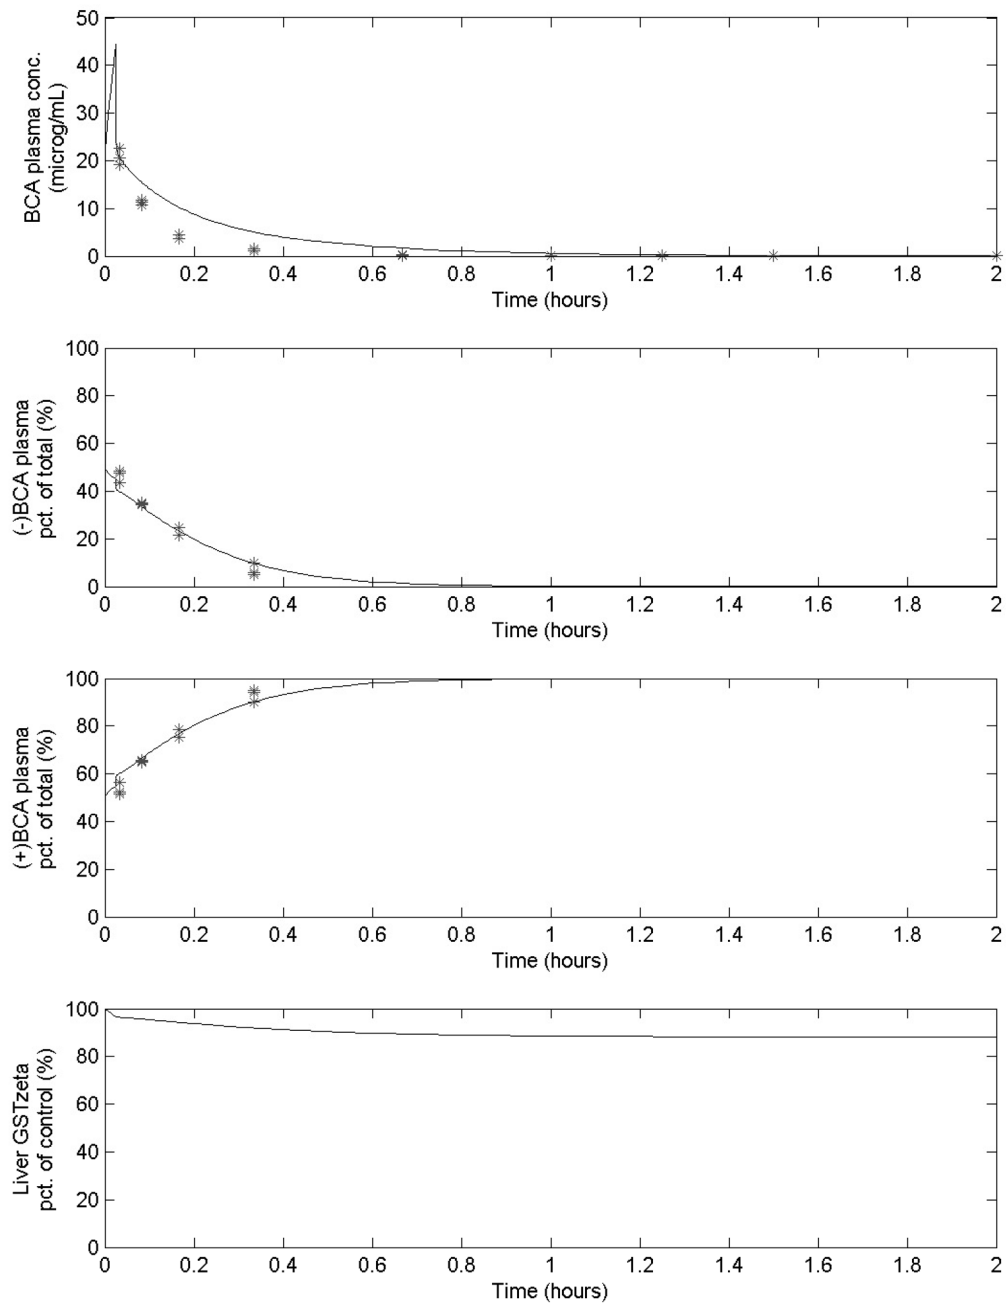 BCA plasma conc.
(microg/mL)
50
40
30
20
10
0
0 0.2 0.4 0.6 0.8 1 1.2 1.4 1.6 1.8 2
Time (hours)
(-)BCA plasma
pct. of total (%)
100
80
60
40
20
0
0 0.2 0.4 0.6 0.8 1 1.2 1.4 1.6 1.8 2
Time (hours)
(+)BCA plasma
pct. of total (%)
100
80
60
40
20
0
0 0.2 0.4 0.6 0.8 1 1.2 1.4 1.6 1.8 2
Time (hours)
Liver GSTzeta
pct. of control (%)
100
80
60
40
20
0
0 0.2 0.4 0.6 0.8 1 1.2 1.4 1.6 1.8 2
Time (hours)